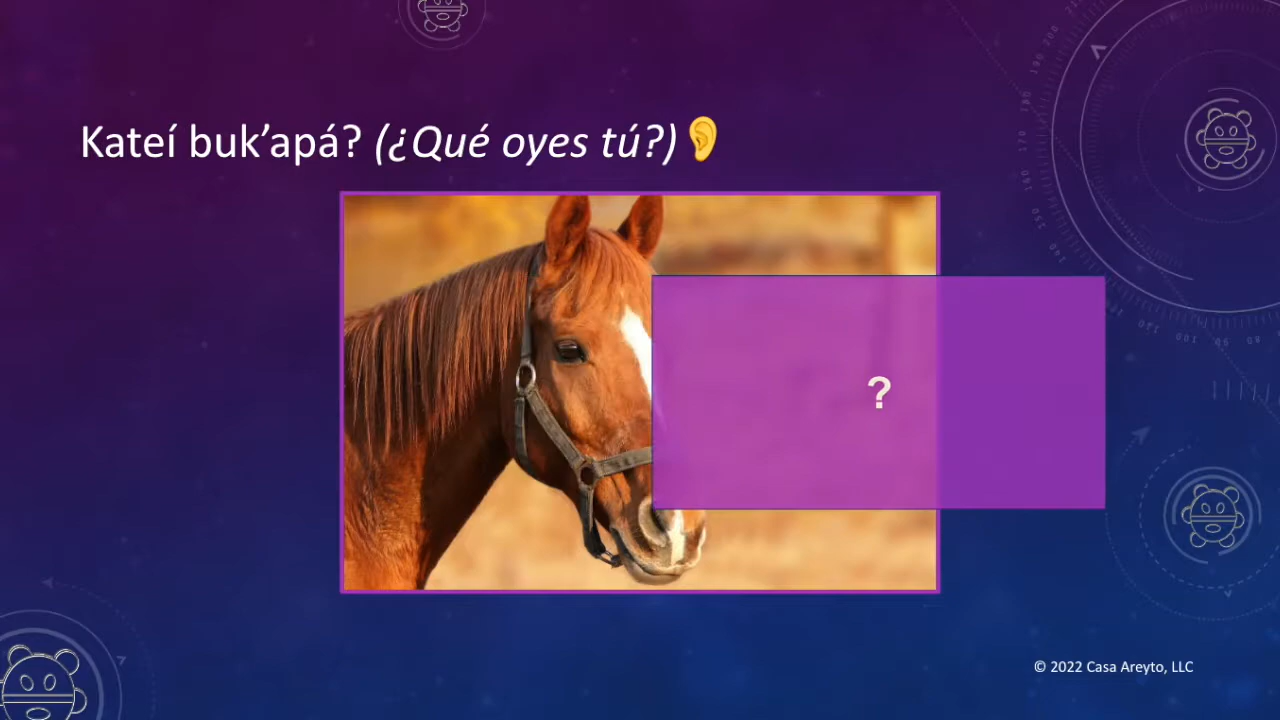 Kateí buk’apá? (¿Qué oyes tú?)👂
?
© 2022 Casa Areyto, LLC